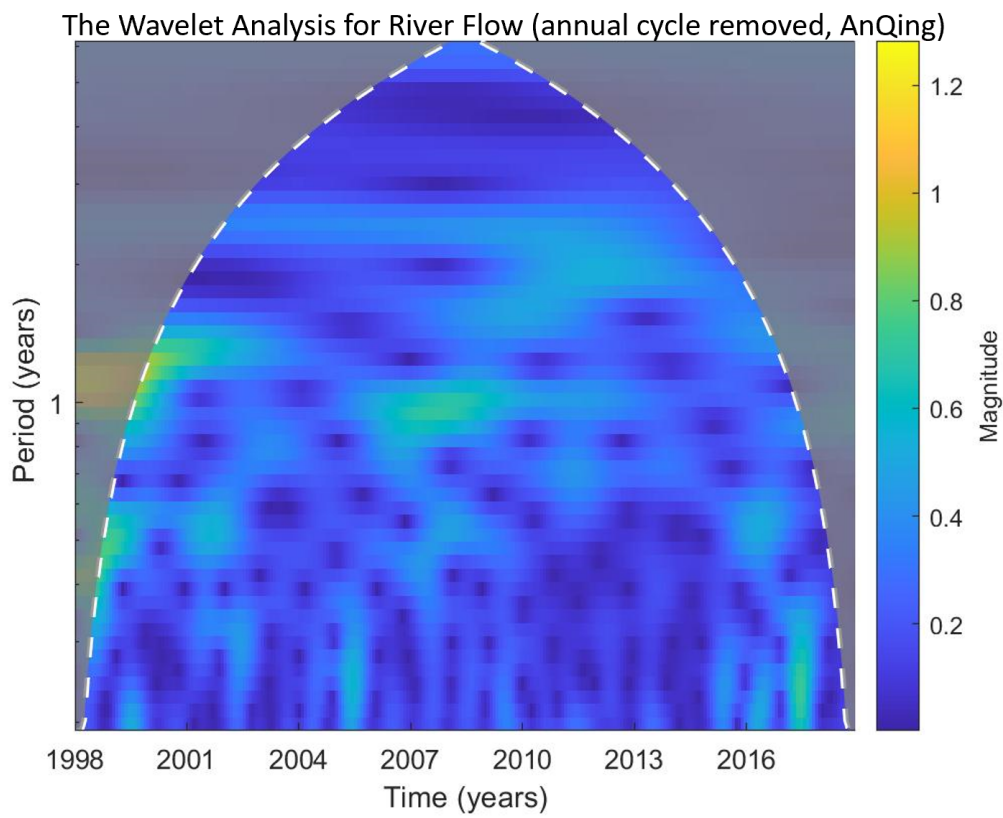 The Wavelet Analysis for River Flow (annual cycle removed, AnQing)
1.2
1
0.8
0.6
0.4
0.2
Magnitude
Period (years)
1
1998 2001 2004 2007 2010 2013 2016
Time (years)